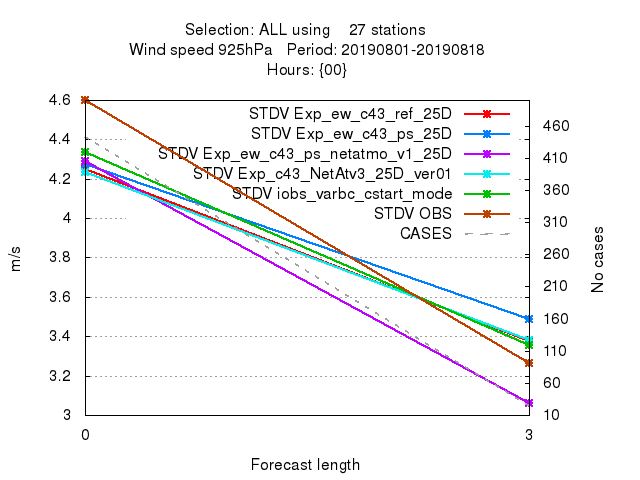 Selection: ALL using 27 stations
Wind speed 925hPa Period: 20190801-20190818
Hours: {00}
STDV Exp_ew_c43_ref_25D
STDV Exp_ew_c43_ps_25D
STDV Exp_ew_c43_ps_netatmo_v1_25D
STDV Exp_c43_NetAtv3_25D_ver01
STDV iobs_varbc_cstart_mode
STDV OBS
CASES
4.6
4.4
4.2
4
3.8
3.6
3.4
3.2
3
m/s
460
410
360
310
260
210
160
110
60
10
No cases
0 3
Forecast length